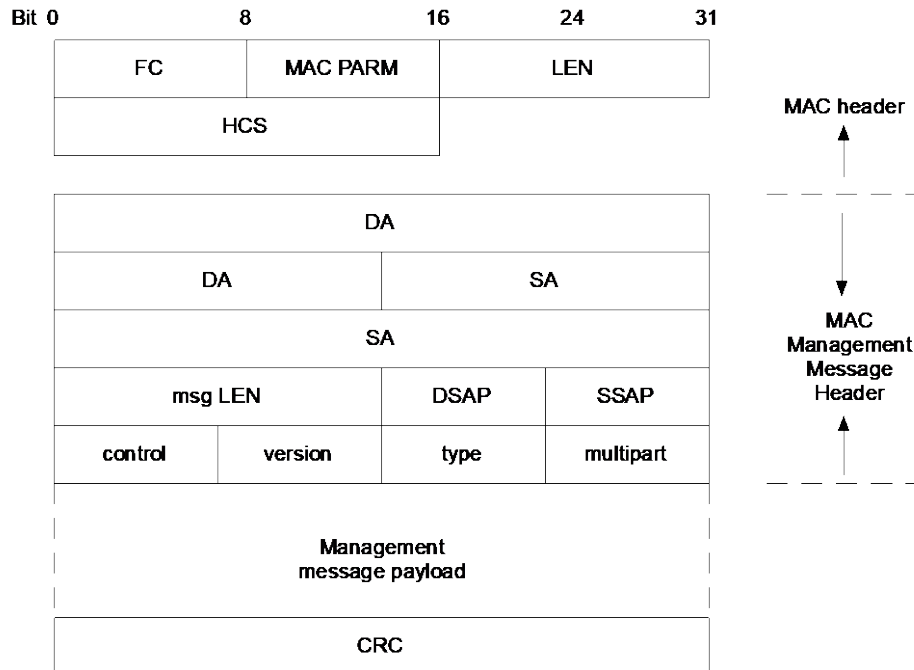 Bit 0 8 16 24 31
FC MAC PARM LEN
HCS
MAC header
DA
DA SA
SA
MAC
Management
Message
Header
msg LEN DSAP SSAP
control version type multipart
Management
message payload
CRC